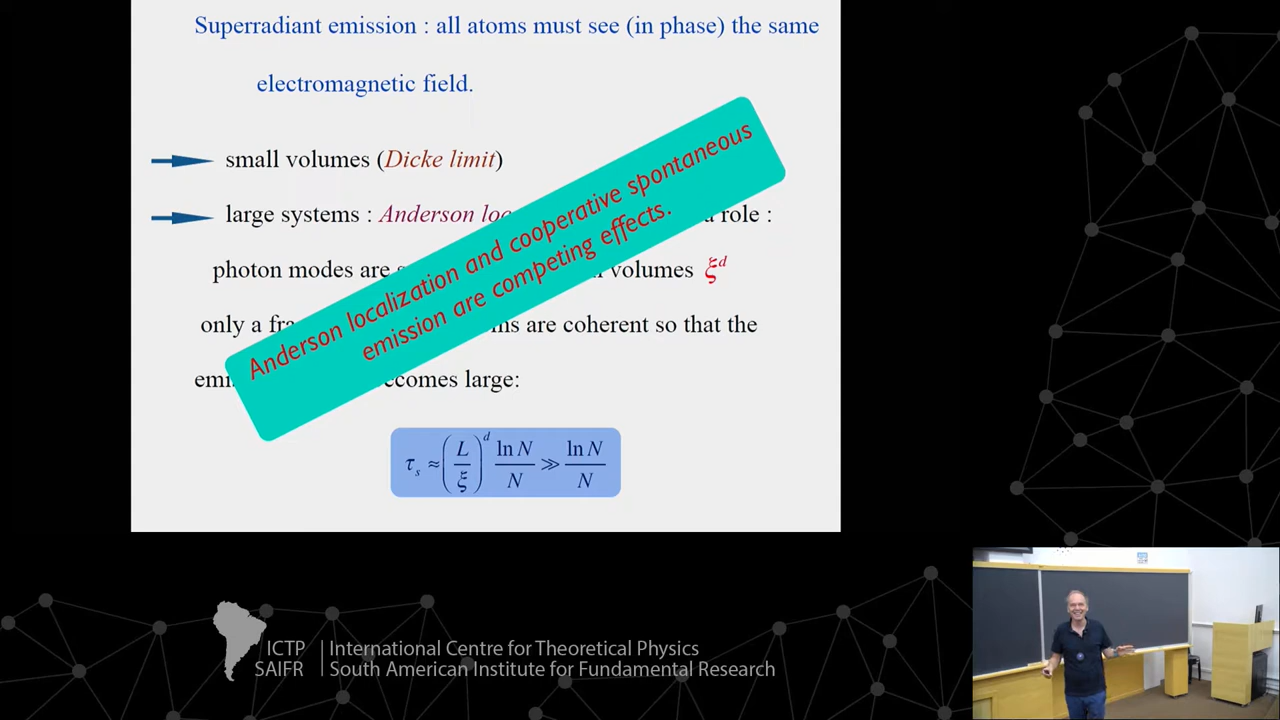 Superradiant emission : all atoms must see (in phase) the same
electromagnetic field.
small volumes (Dicke limit)
large systems : Anderson loc role :
photon modes are volumes ξ^d
only a fra ms are coherent so that the
emi ecomes large:
Anderson localization and cooperative spontaneous
emission are competing effects.
τ_s ≈ (L/ξ)^d ln N/N ≫ ln N/N
ICTP
SAIFR
International Centre for Theoretical Physics
South American Institute for Fundamental Research